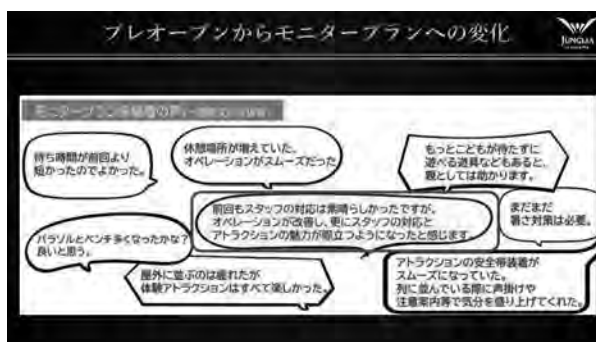 プレオープンからモニタープランへの変化
JUNGLIA
待ち時間が前回より
短かったのでよかった。
休憩場所が増えていた。
オペレーションがスムーズだった
もっとこどもが待たずに
遊べる遊具などもあると、
親としては助かります。
前回もスタッフの対応は素晴らしかったですが。
オペレーションが改善し、更にスタッフの対応と
アトラクションの魅力が際立つようになったと感じます。
まだまだ
暑さ対策は必要。
パラソルとベンチ多くなったかな?
良いと思う。
屋外に並ぶのは疲れたが
体験アトラクションはすべて楽しかった。
アトラクションの安全帯装着が
スムーズになっていた。
列に並んでいる際に声掛けや
注意案内等で気分を盛り上げてくれた。